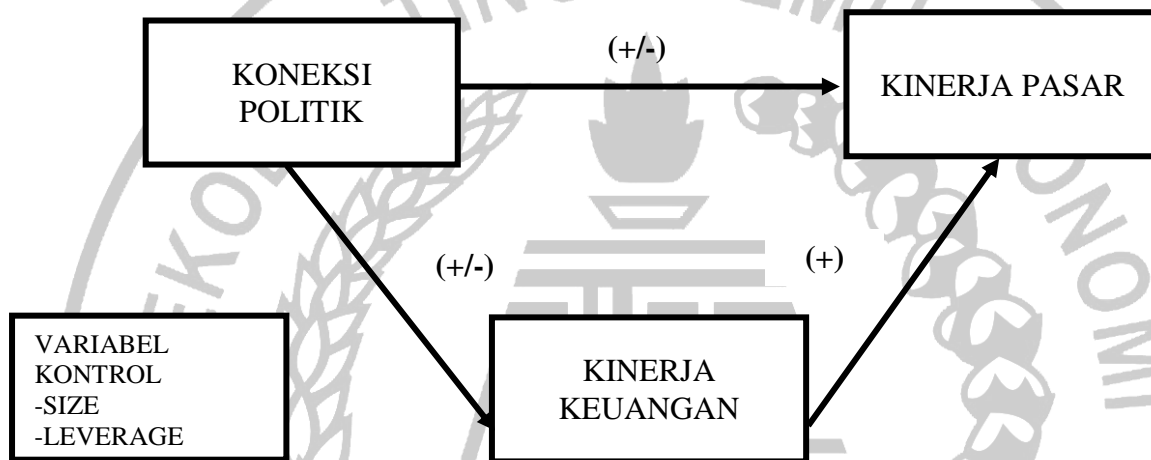 KONEKSI
POLITIK
(+/-)
KINERJA PASAR
(+/-)
(+)
VARIABEL
KONTROL
-SIZE
-LEVERAGE
KINERJA
KEUANGAN